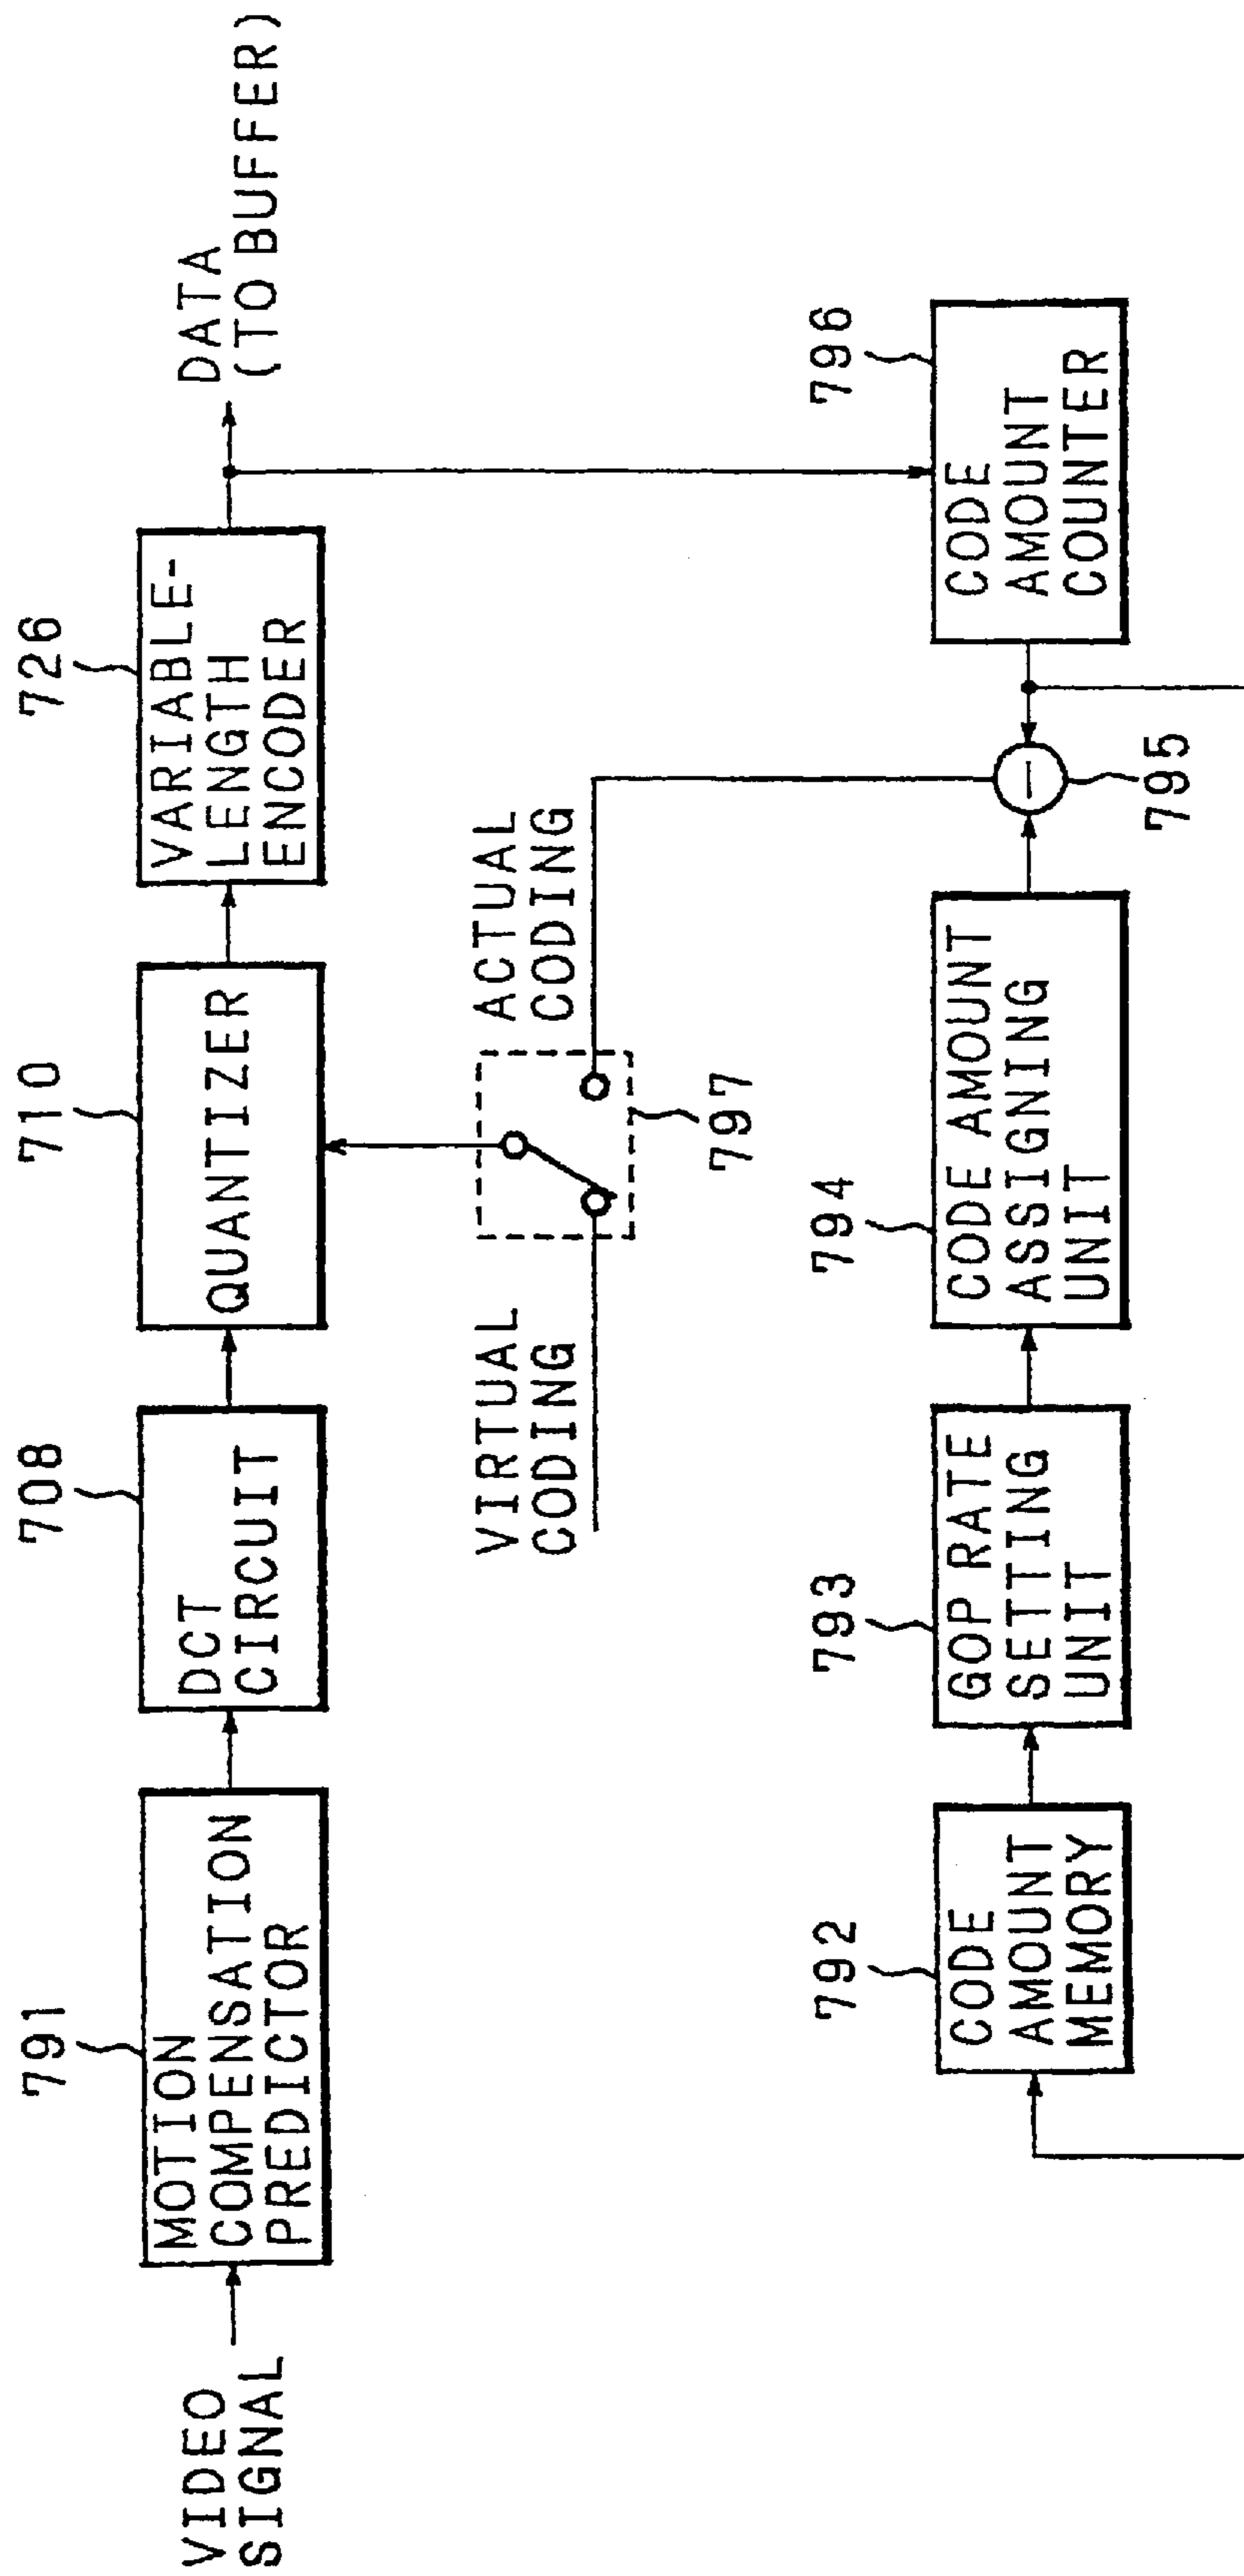 VIDEO
SIGNAL
791
MOTION
COMPENSATION
PREDICTOR
708
DCT
CIRCUIT
710
QUANTIZER
726
VARIABLE-
LENGTH
ENCODER
DATA
(TO BUFFER)
VIRTUAL
CODING
ACTUAL
CODING
797
792
CODE
AMOUNT
MEMORY
793
GOP RATE
SETTING
UNIT
794
CODE AMOUNT
ASSIGNING
UNIT
795
796
CODE
AMOUNT
COUNTER